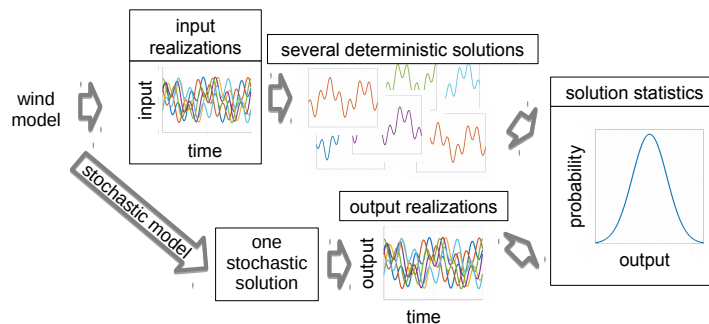 input
realizations
several deterministic solutions
wind
model
input
time
solution statistics
probability
output
stochastic model
output realizations
one
stochastic
solution
output
time